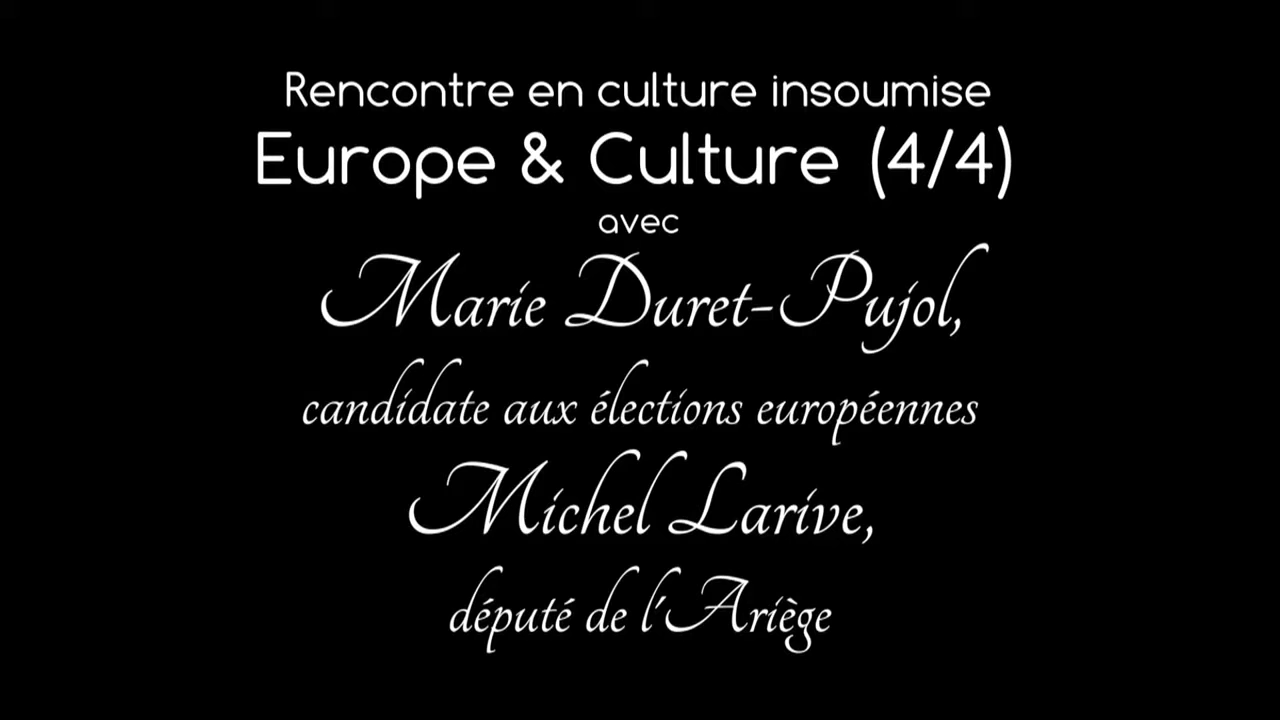 Rencontre en culture insoumise
Europe & Culture (4/4)
avec
Marie Duret-Pujol,
candidate aux élections européennes
Michel Larive,
député de l'Ariège